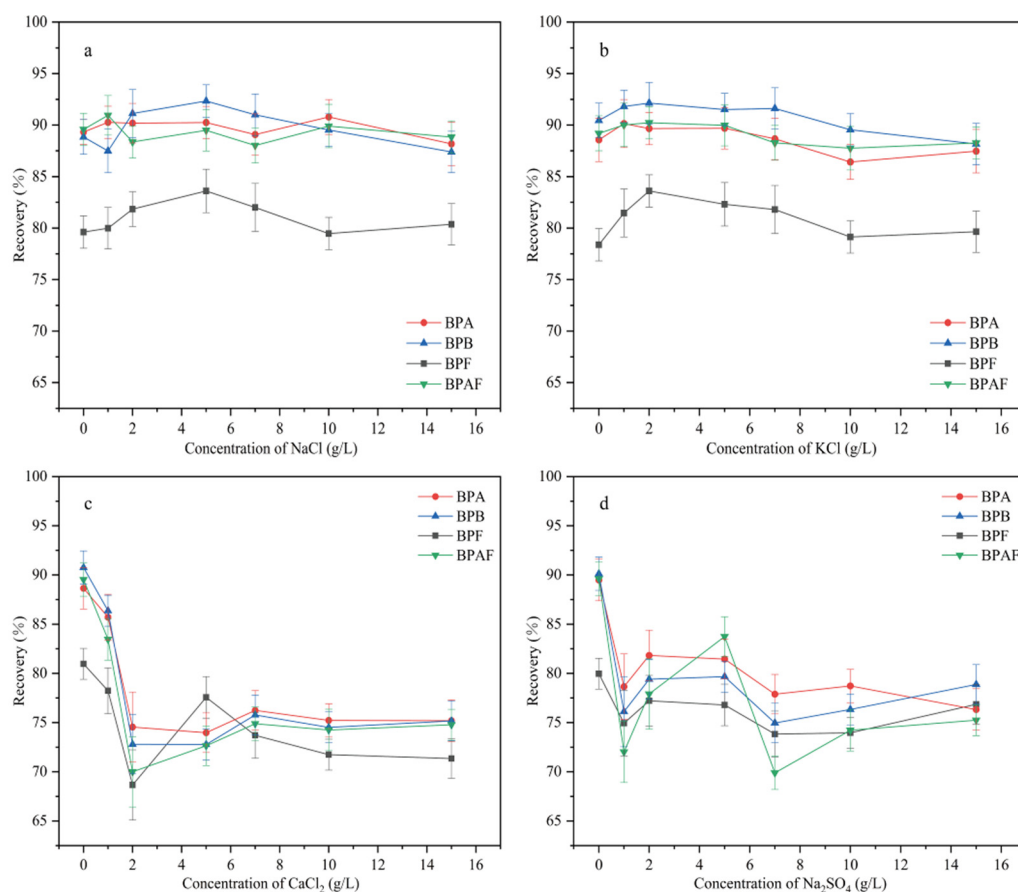 100
95
90
85
80
75
70
65
Recovery (%)
a
BPA
BPB
BPF
BPAF
0 2 4 6 8 10 12 14 16
Concentration of NaCl (g/L)
100
95
90
85
80
75
70
65
Recovery (%)
b
BPA
BPB
BPF
BPAF
0 2 4 6 8 10 12 14 16
Concentration of KCl (g/L)
100
95
90
85
80
75
70
65
Recovery (%)
c
BPA
BPB
BPF
BPAF
0 2 4 6 8 10 12 14 16
Concentration of CaCl₂ (g/L)
100
95
90
85
80
75
70
65
Recovery (%)
d
BPA
BPB
BPF
BPAF
0 2 4 6 8 10 12 14 16
Concentration of Na₂SO₄ (g/L)